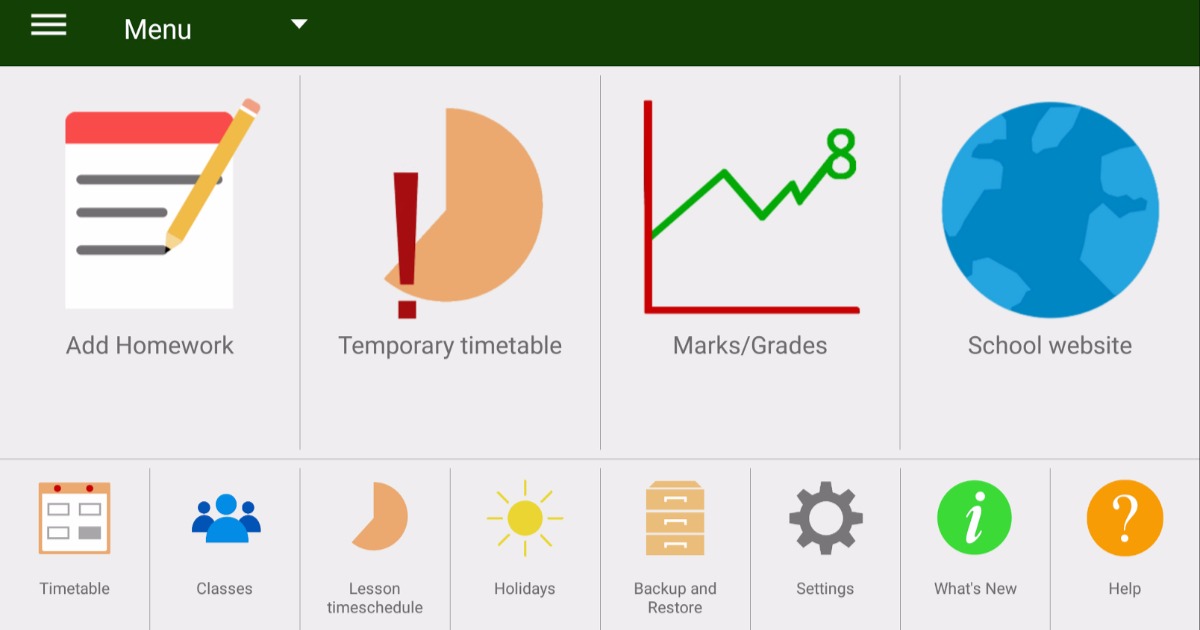 Menu
8
Add Homework
Temporary timetable
Marks/Grades
School website
Timetable
Classes
Lesson
timeschedule
Holidays
Backup and
Restore
Settings
i
What's New
?
Help